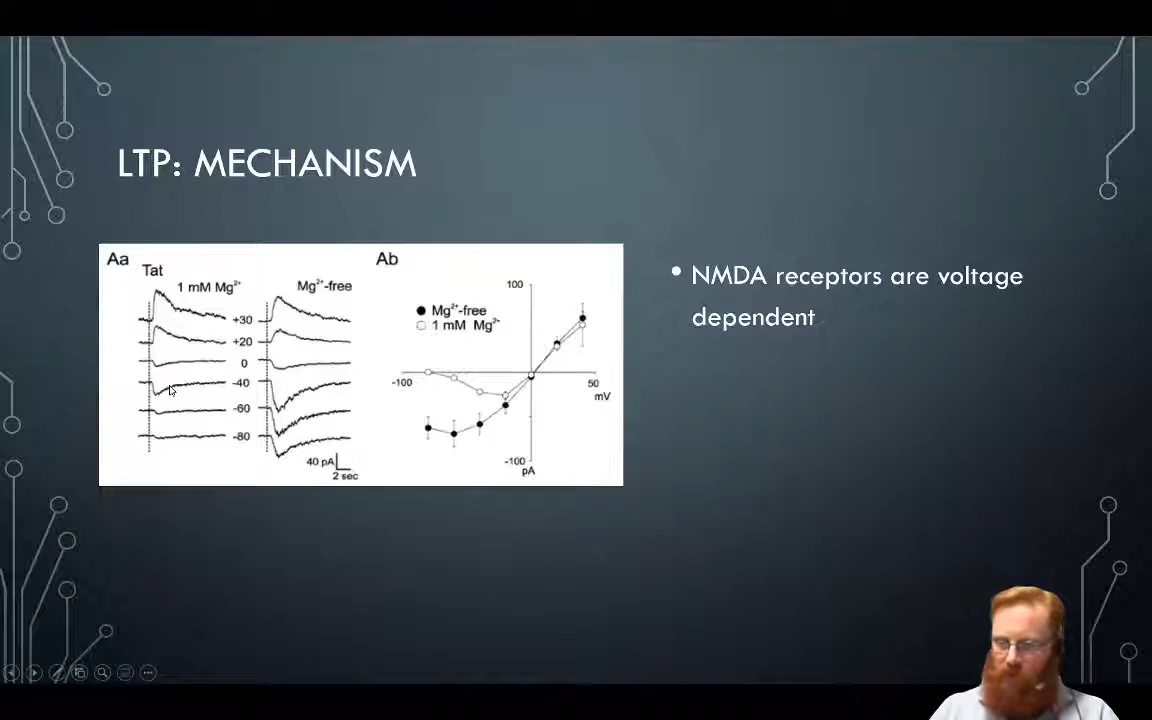 LTP: MECHANISM
Aa
Tat
1 mM Mg²⁺
Mg²⁺-free
+30
+20
0
-40
-60
-80
40 pA
2 sec
Ab
100
Mg²⁺-free
1 mM Mg²⁺
-100
50
mV
-100
pA
• NMDA receptors are voltage
dependent